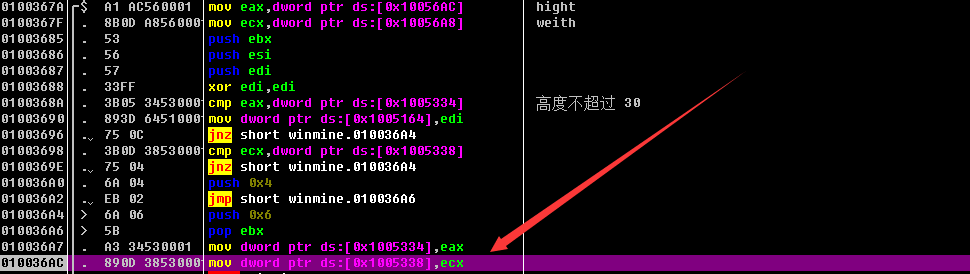 0100367A ┌$ A1 AC560001 mov eax,dword ptr ds:[0x10056AC] hight
0100367F . 8B0D A8560001 mov ecx,dword ptr ds:[0x10056A8] weith
01003685 . 53 push ebx
01003686 . 56 push esi
01003687 . 57 push edi
01003688 . 33FF xor edi,edi
0100368A . 3B05 34530001 cmp eax,dword ptr ds:[0x1005334] 高度不超过 30
01003690 . 893D 64510001 mov dword ptr ds:[0x1005164],edi
01003696 . 75 0C jnz short winmine.010036A4
01003698 . 3B0D 38530001 cmp ecx,dword ptr ds:[0x1005338]
0100369E . 75 04 jnz short winmine.010036A4
010036A0 . 6A 04 push 0x4
010036A2 . EB 02 jmp short winmine.010036A6
010036A4 > 6A 06 push 0x6
010036A6 > 5B pop ebx
010036A7 . A3 34530001 mov dword ptr ds:[0x1005334],eax
010036AC . 890D 38530001 mov dword ptr ds:[0x1005338],ecx